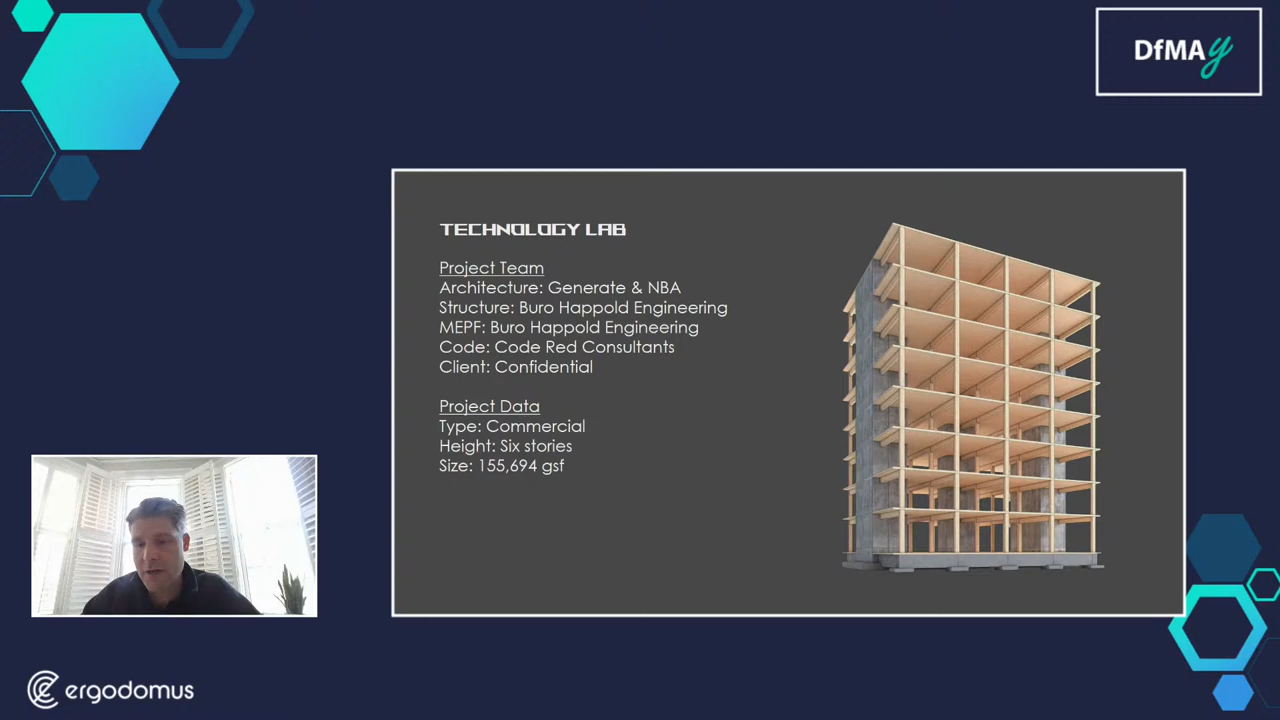 DfMAy
TECHNOLOGY LAB
Project Team
Architecture: Generate & NBA
Structure: Buro Happold Engineering
MEPF: Buro Happold Engineering
Code: Code Red Consultants
Client: Confidential
Project Data
Type: Commercial
Height: Six stories
Size: 155,694 gsf
ergodomus